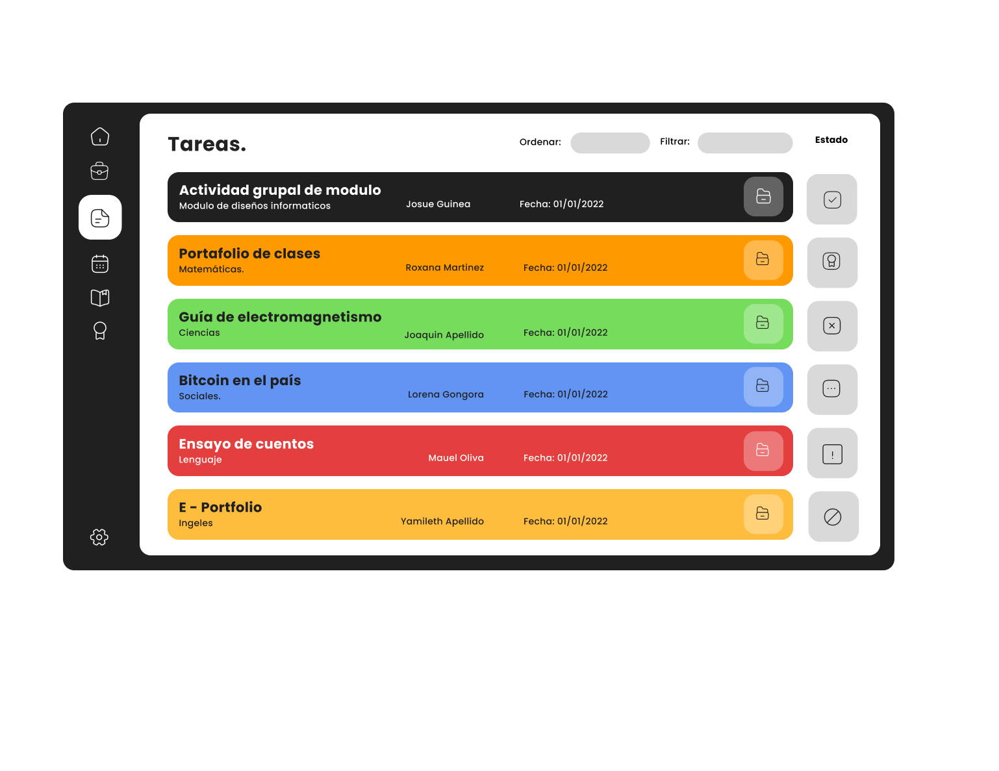 Tareas.
Ordenar:
Filtrar:
Estado
Actividad grupal de modulo
Modulo de diseños informaticos
Josue Guinea
Fecha: 01/01/2022
Portafolio de clases
Matemáticas.
Roxana Martinez
Fecha: 01/01/2022
Guía de electromagnetismo
Ciencias
Joaquin Apellido
Fecha: 01/01/2022
Bitcoin en el país
Sociales.
Lorena Gongora
Fecha: 01/01/2022
Ensayo de cuentos
Lenguaje
Mauel Oliva
Fecha: 01/01/2022
E - Portfolio
Ingeles
Yamileth Apellido
Fecha: 01/01/2022